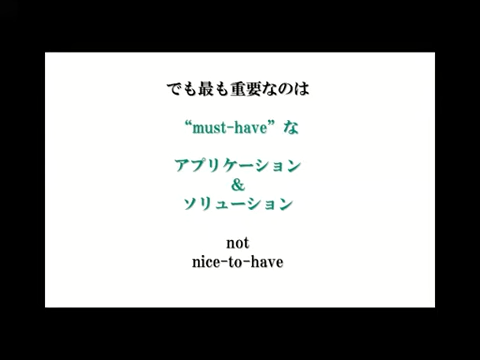 でも最も重要なのは
“must-have”な
アプリケーション
&
ソリューション
not
nice-to-have